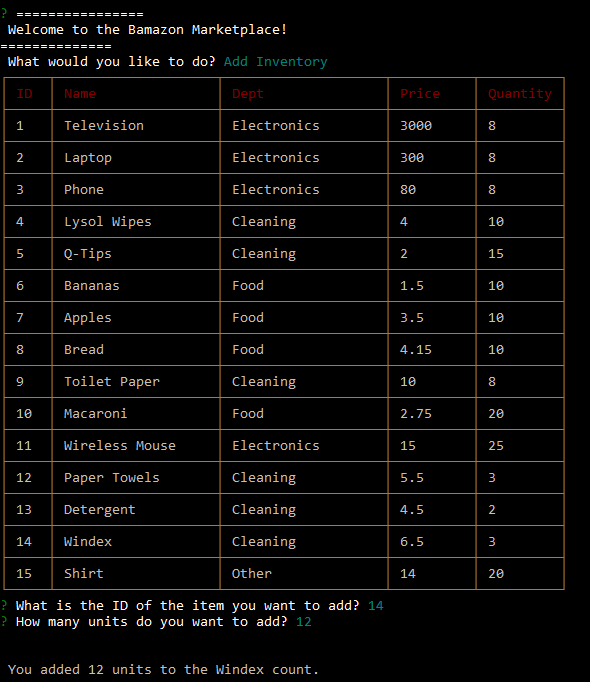 ? ================
Welcome to the Bamazon Marketplace!
==============
What would you like to do? Add Inventory
ID Name Dept Price Quantity
1 Television Electronics 3000 8
2 Laptop Electronics 300 8
3 Phone Electronics 80 8
4 Lysol Wipes Cleaning 4 10
5 Q-Tips Cleaning 2 15
6 Bananas Food 1.5 10
7 Apples Food 3.5 10
8 Bread Food 4.15 10
9 Toilet Paper Cleaning 10 8
10 Macaroni Food 2.75 20
11 Wireless Mouse Electronics 15 25
12 Paper Towels Cleaning 5.5 3
13 Detergent Cleaning 4.5 2
14 Windex Cleaning 6.5 3
15 Shirt Other 14 20
? What is the ID of the item you want to add? 14
? How many units do you want to add? 12
You added 12 units to the Windex count.